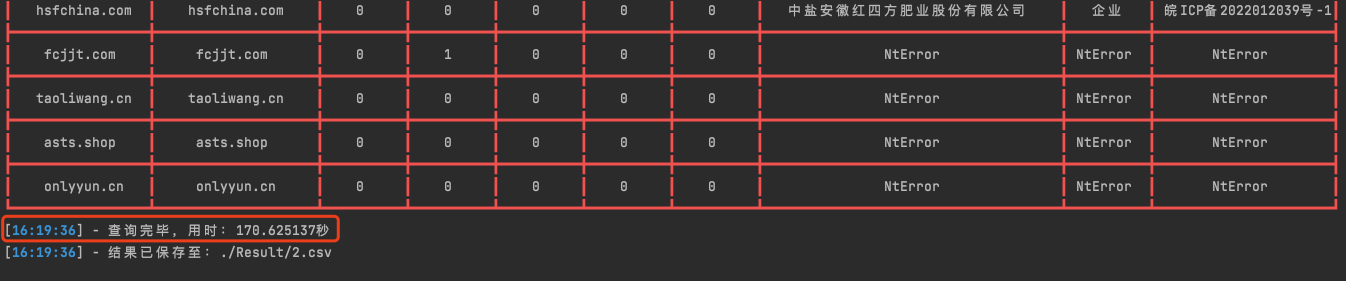 hsfchina.com hsfchina.com 0 0 0 0 0 中盐安徽红四方肥业股份有限公司 企业 皖ICP备2022012039号-1
fcjjt.com fcjjt.com 0 1 0 0 0 NtError NtError NtError
taoliwang.cn taoliwang.cn 0 0 0 0 0 NtError NtError NtError
asts.shop asts.shop 0 0 0 0 0 NtError NtError NtError
onlyyun.cn onlyyun.cn 0 0 0 0 0 NtError NtError NtError
[16:19:36] - 查询完毕，用时：170.625137秒
[16:19:36] - 结果已保存至：./Result/2.csv